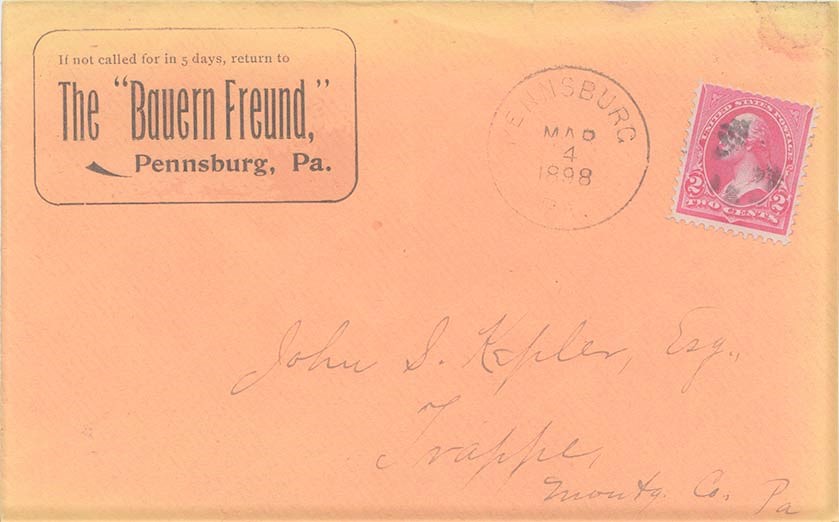 If not called for in 5 days, return to
The "Bauern Freund,"
Pennsburg, Pa.
PENNSBURG
MAR
4
1898
PA.
UNITED STATES POSTAGE
2 2
TWO CENTS
John S. Kepler, Esq.,
Trappe,
Montg. Co. Pa